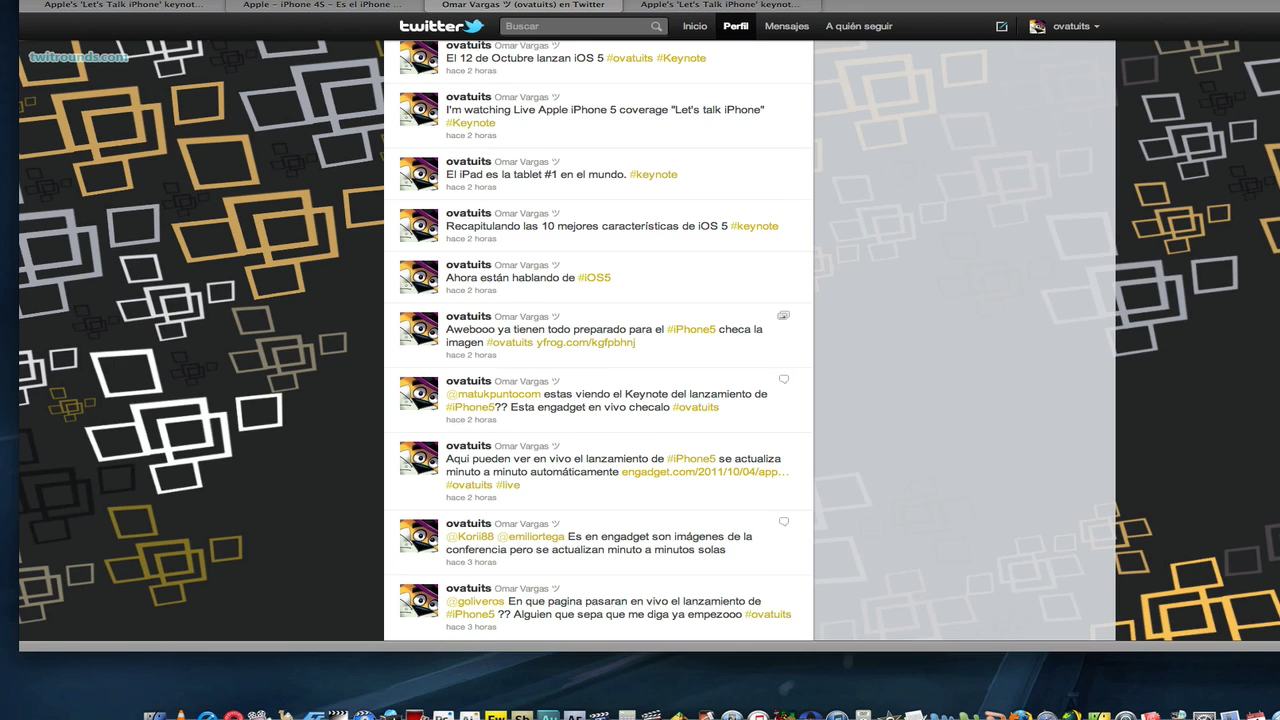 Apple's 'Let's Talk iPhone' keynot...
Apple – iPhone 4S – Es el iPhone ...
Omar Vargas ツ (ovatuits) en Twitter
Apple's 'Let's Talk iPhone' keynot...
twitter
Buscar
Inicio
Perfil
Mensajes
A quién seguir
ovatuits
twitrounds.com
ovatuits Omar Vargas ツ
El 12 de Octubre lanzan iOS 5 #ovatuits #Keynote
hace 2 horas
ovatuits Omar Vargas ツ
I'm watching Live Apple iPhone 5 coverage "Let's talk iPhone"
#Keynote
hace 2 horas
ovatuits Omar Vargas ツ
El iPad es la tablet #1 en el mundo. #keynote
hace 2 horas
ovatuits Omar Vargas ツ
Recapitulando las 10 mejores características de iOS 5 #keynote
hace 2 horas
ovatuits Omar Vargas ツ
Ahora están hablando de #iOS5
hace 2 horas
ovatuits Omar Vargas ツ
Awebooo ya tienen todo preparado para el #iPhone5 checa la
imagen #ovatuits yfrog.com/kgfpbhnj
hace 2 horas
ovatuits Omar Vargas ツ
@matukpuntocom estas viendo el Keynote del lanzamiento de
#iPhone5?? Esta engadget en vivo checalo #ovatuits
hace 2 horas
ovatuits Omar Vargas ツ
Aqui pueden ver en vivo el lanzamiento de #iPhone5 se actualiza
minuto a minuto automáticamente engadget.com/2011/10/04/app…
#ovatuits #live
hace 2 horas
ovatuits Omar Vargas ツ
@Korii88 @emiliortega Es en engadget son imágenes de la
conferencia pero se actualizan minuto a minutos solas
hace 3 horas
ovatuits Omar Vargas ツ
@goliveros En que pagina pasaran en vivo el lanzamiento de
#iPhone5 ?? Alguien que sepa que me diga ya empezooo #ovatuits
hace 3 horas